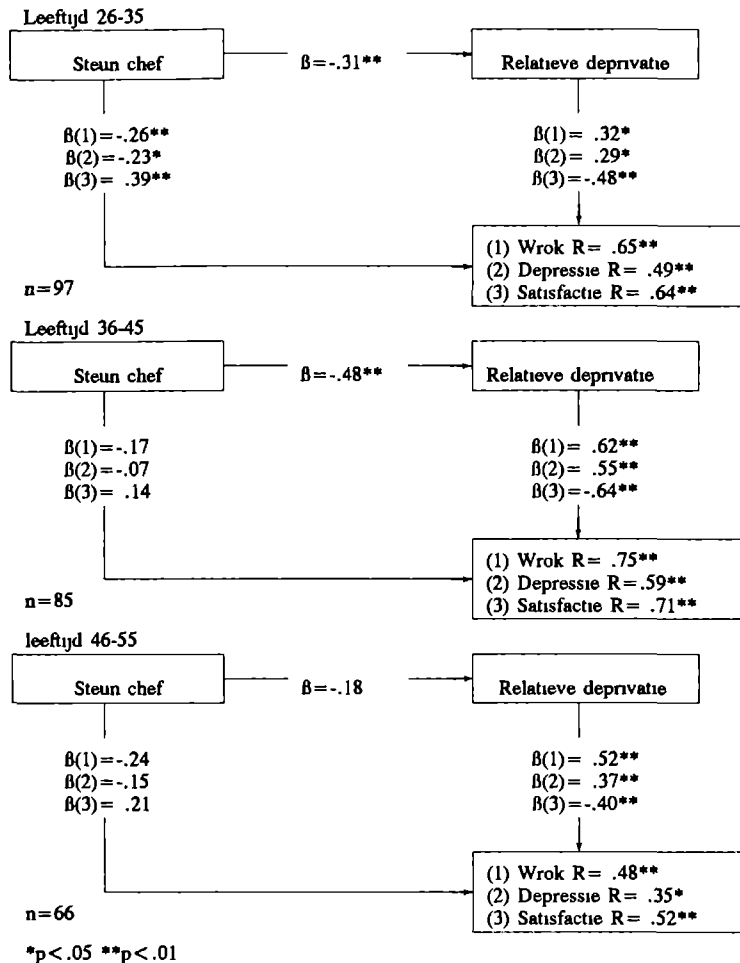 Leeftijd 26-35
Steun chef ß=-.31** Relatieve deprivatie
ß(1)=-.26** ß(1)= .32*
ß(2)=-.23* ß(2)= .29*
ß(3)= .39** ß(3)=-.48**
(1) Wrok R= .65**
(2) Depressie R= .49**
n=97 (3) Satisfactie R= .64**
Leeftijd 36-45
Steun chef ß=-.48** Relatieve deprivatie
ß(1)=-.17 ß(1)= .62**
ß(2)=-.07 ß(2)= .55**
ß(3)= .14 ß(3)=-.64**
(1) Wrok R= .75**
(2) Depressie R=.59**
n=85 (3) Satisfactie R= .71**
leeftijd 46-55
Steun chef ß=-.18 Relatieve deprivatie
ß(1)=-.24 ß(1)= .52**
ß(2)=-.15 ß(2)= .37**
ß(3)= .21 ß(3)=-.40**
(1) Wrok R= .48**
(2) Depressie R= .35*
(3) Satisfactie R= .52**
n=66
*p<.05 **p<.01